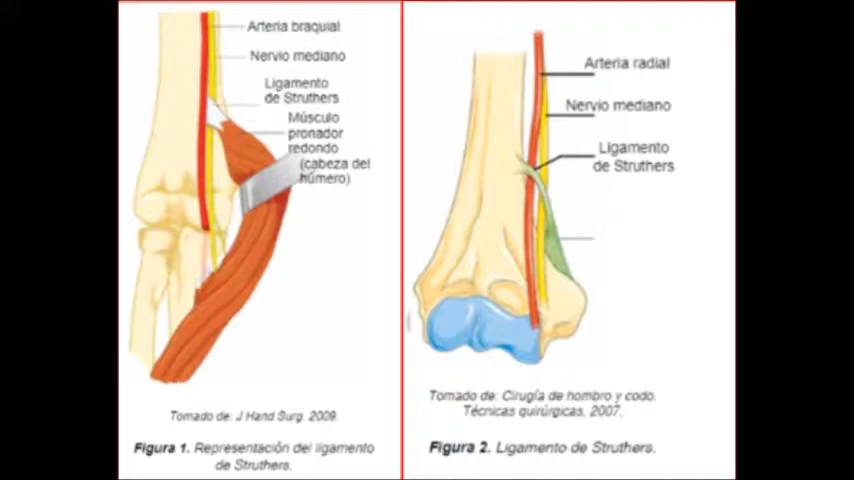 Arteria braquial
Nervio mediano
Ligamento
de Struthers
Músculo
pronador
redondo
(cabeza del
húmero)
Tomado de: J Hand Surg. 2009.
Figura 1. Representación del ligamento
de Struthers.
Arteria radial
Nervio mediano
Ligamento
de Struthers
Tomado de: Cirugía de hombro y codo.
Técnicas quirúrgicas, 2007.
Figura 2. Ligamento de Struthers.